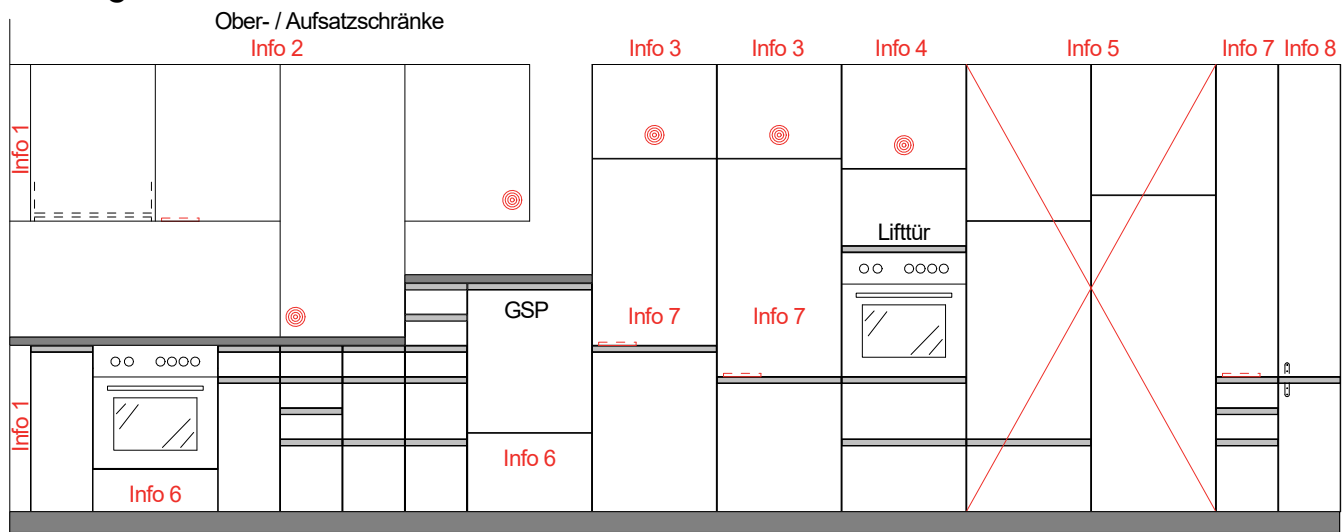 Ober- / Aufsatzschränke
Info 2
Info 3
Info 3
Info 4
Info 5
Info 7
Info 8
Info 1
Lifttür
GSP
Info 7
Info 7
Info 1
Info 6
Info 6